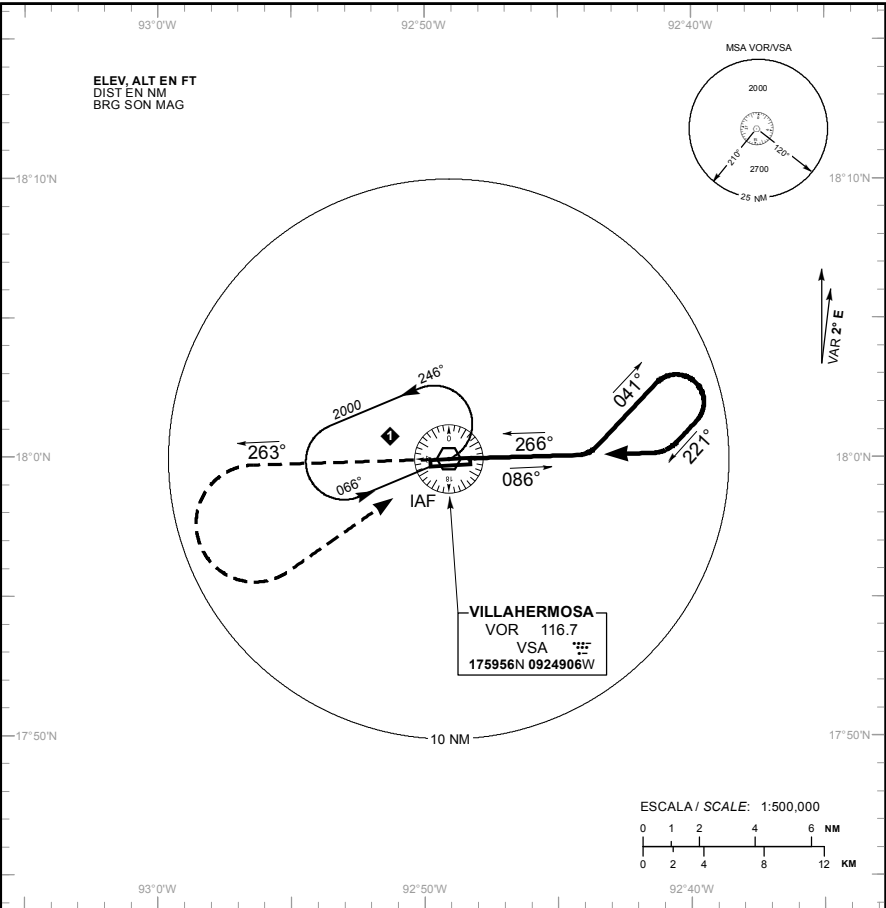 93°0'W
92°50'W
92°40'W
MSA VOR/VSA
2000
210°
120°
2700
25 NM
ELEV, ALT EN FT
DIST EN NM
BRG SON MAG
18°10'N
18°10'N
VAR 2° E
246°
2000
1
041°
263°
266°
221°
18°0'N
18°0'N
066°
086°
0
18
IAF
VILLAHERMOSA
VOR 116.7
VSA
175956N 0924906W
17°50'N
17°50'N
10 NM
ESCALA / SCALE: 1:500,000
0 1 2 4 6 NM
0 2 4 8 12 KM
93°0'W
92°50'W
92°40'W